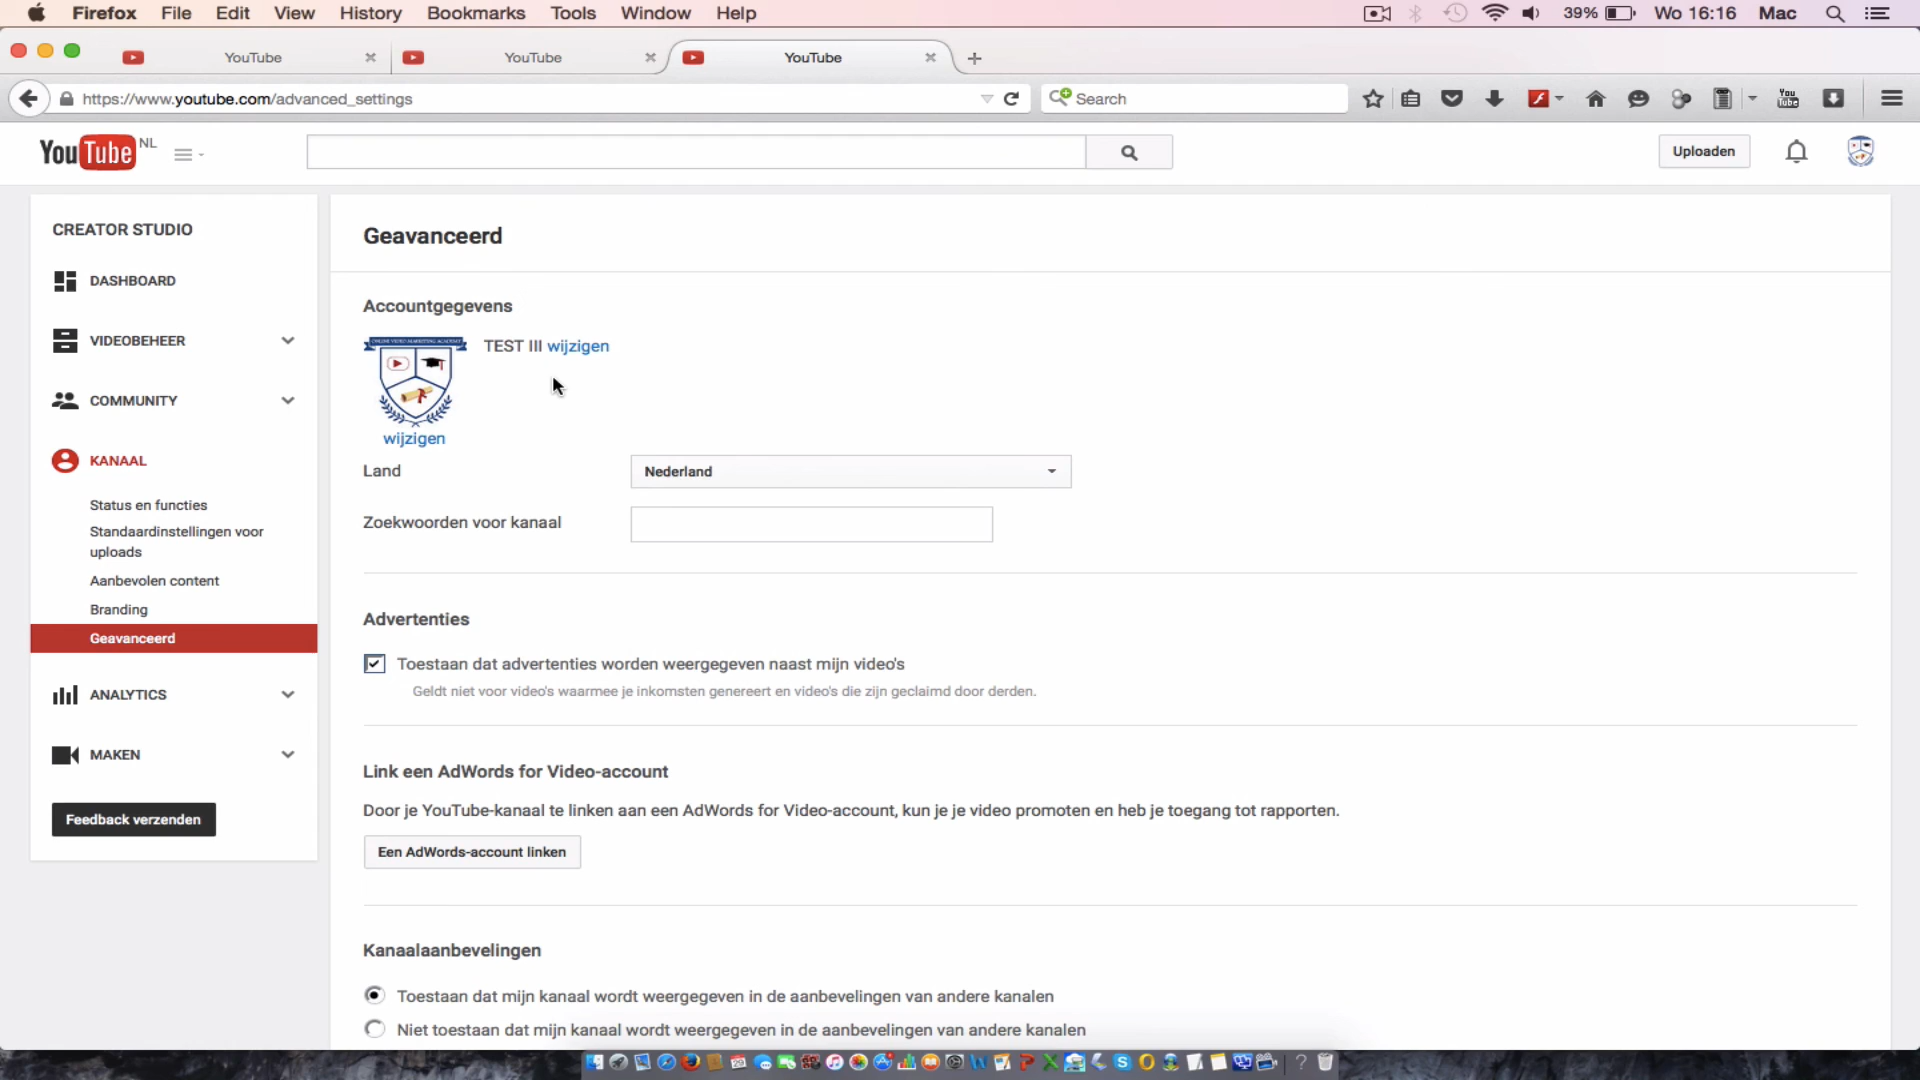 Firefox File Edit View History Bookmarks Tools Window Help
39% Wo 16:16 Mac
YouTube
YouTube
YouTube
https://www.youtube.com/advanced_settings
Search
You
Tube
YouTube NL
Uploaden
CREATOR STUDIO
DASHBOARD
VIDEOBEHEER
COMMUNITY
KANAAL
Status en functies
Standaardinstellingen voor
uploads
Aanbevolen content
Branding
Geavanceerd
ANALYTICS
MAKEN
Feedback verzenden
Geavanceerd
Accountgegevens
ONLINE VIDEO MARKETING ACADEMY
TEST III wijzigen
wijzigen
Land
Nederland
Zoekwoorden voor kanaal
Advertenties
Toestaan dat advertenties worden weergegeven naast mijn video's
Geldt niet voor video's waarmee je inkomsten genereert en video's die zijn geclaimd door derden.
Link een AdWords for Video-account
Door je YouTube-kanaal te linken aan een AdWords for Video-account, kun je je video promoten en heb je toegang tot rapporten.
Een AdWords-account linken
Kanaalaanbevelingen
Toestaan dat mijn kanaal wordt weergegeven in de aanbevelingen van andere kanalen
Niet toestaan dat mijn kanaal wordt weergegeven in de aanbevelingen van andere kanalen